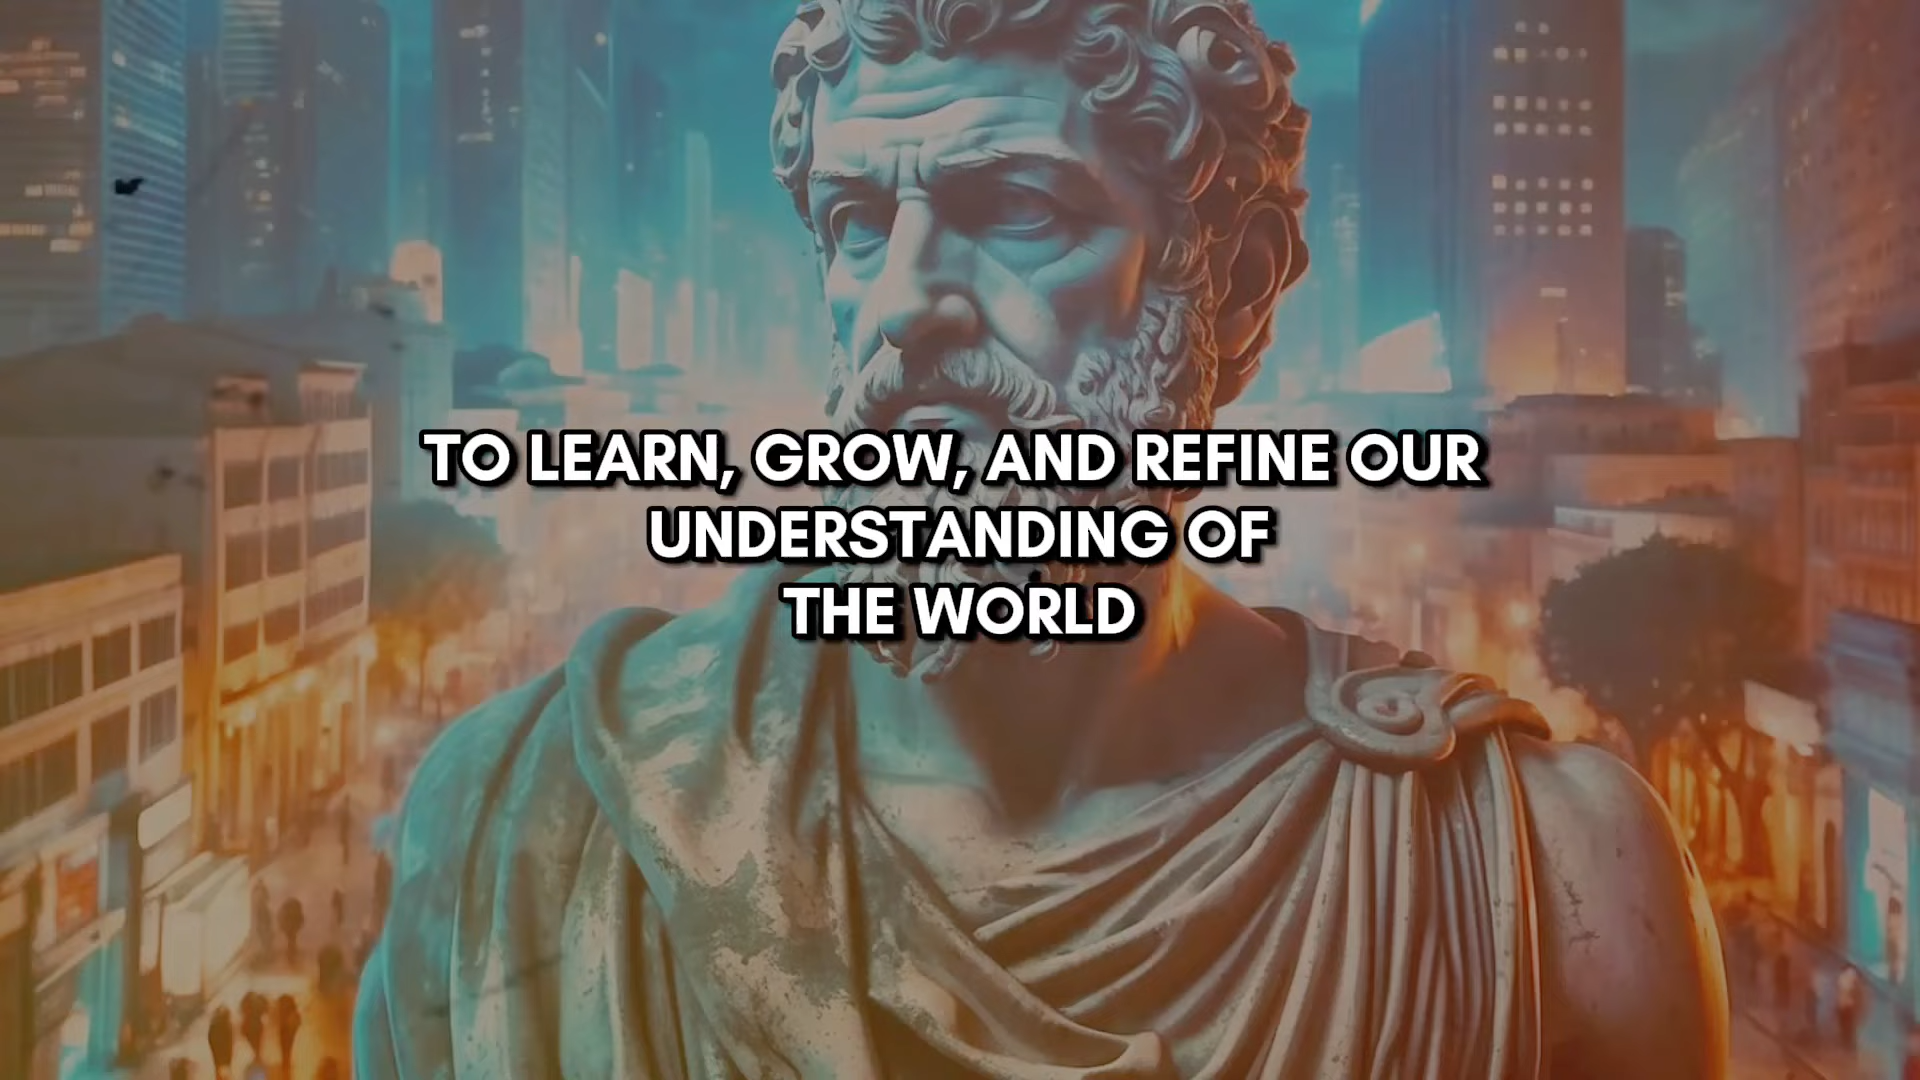 TO LEARN, GROW, AND REFINE OUR
UNDERSTANDING OF
THE WORLD